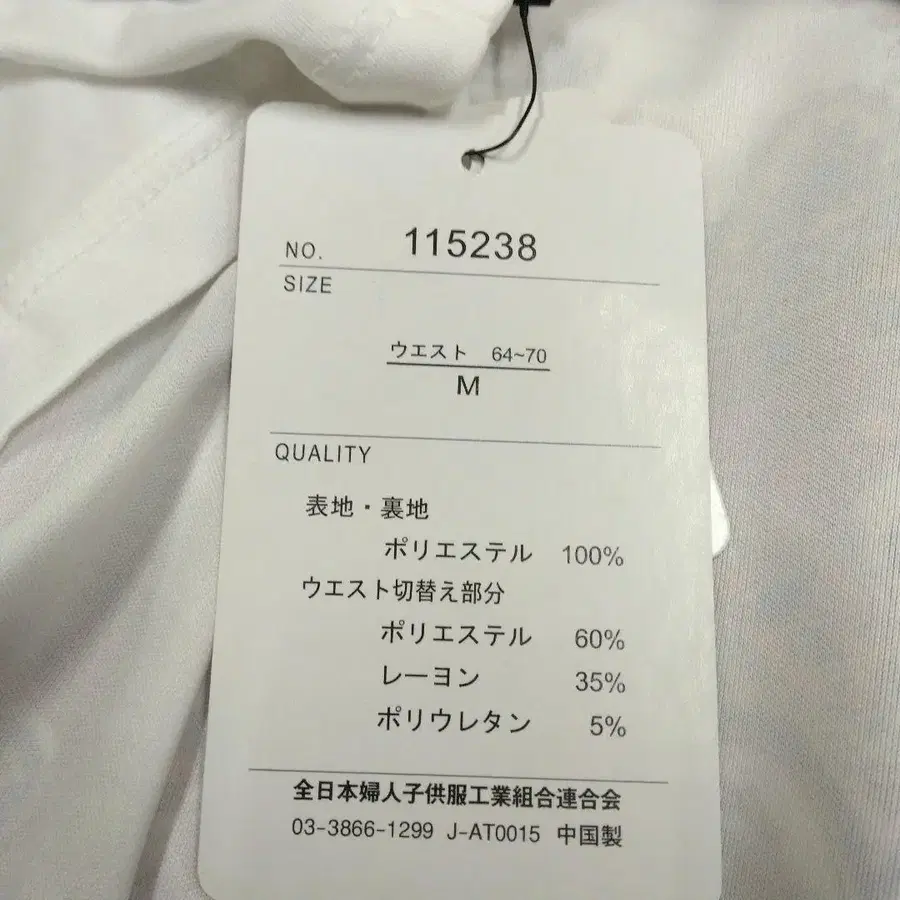 NO. 115238
SIZE
ウエスト 64~70
M
QUALITY
表地・裏地
ポリエステル 100%
ウエスト切替え部分
ポリエステル 60%
レーヨン 35%
ポリウレタン 5%
全日本婦人子供服工業組合連合会
03-3866-1299 J-AT0015 中国製